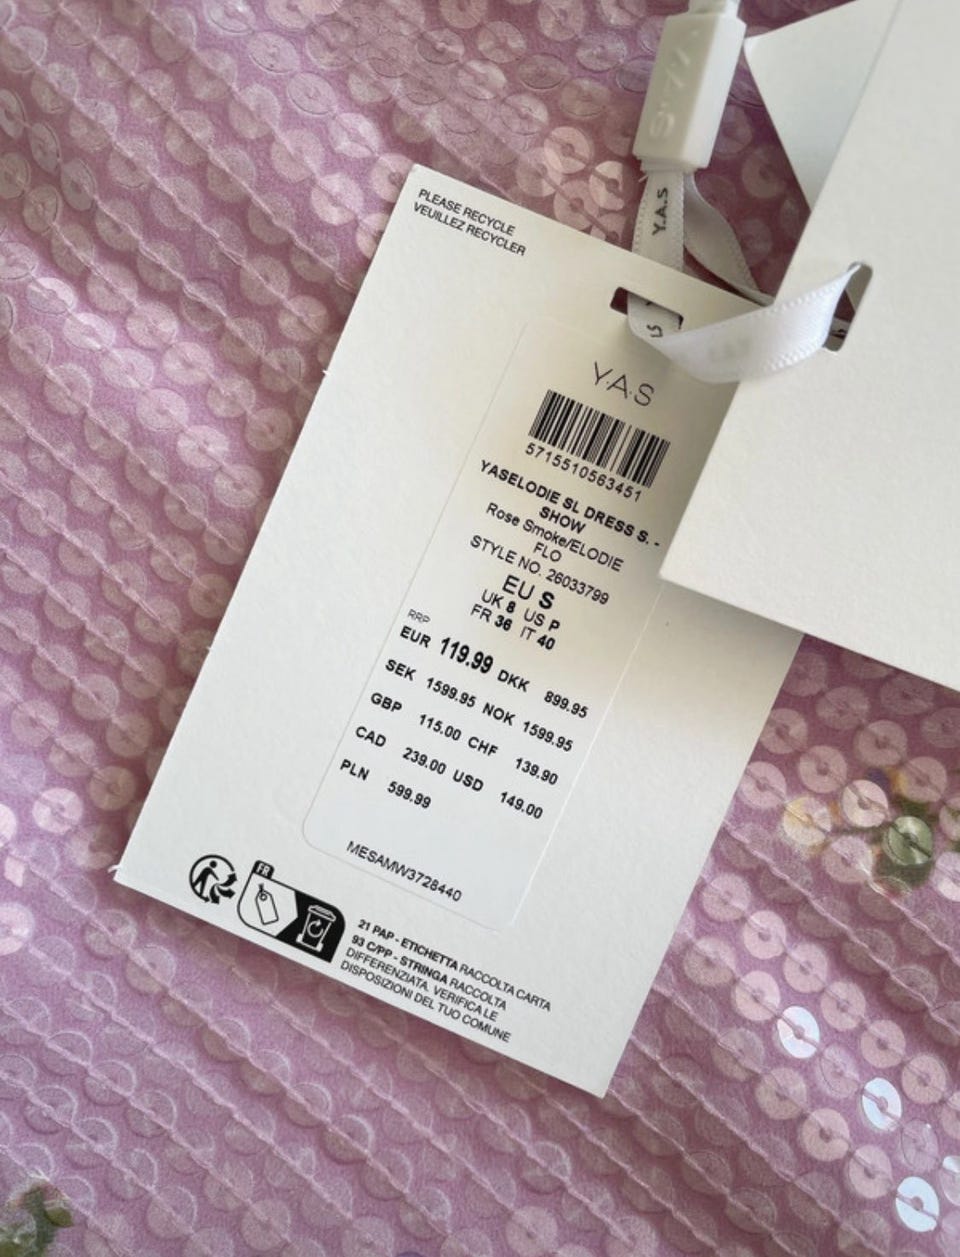 Y.A.S
Y.A.S
PLEASE RECYCLE
VEUILLEZ RECYCLER
Y.A.S
5715510563451
YASELODIE SL DRESS S. -
SHOW
Rose Smoke/ELODIE
FLO
STYLE NO. 26033799
EU S
UK 8 US P
FR 36 IT 40
RRP
EUR 119.99 DKK 899.95
SEK 1599.95 NOK 1599.95
GBP 115.00 CHF 139.90
CAD 239.00 USD 149.00
PLN 599.99
MESAMW3728440
FR
21 PAP - ETICHETTA RACCOLTA CARTA
93 C/PP - STRINGA RACCOLTA
DIFFERENZIATA. VERIFICA LE
DISPOSIZIONI DEL TUO COMUNE